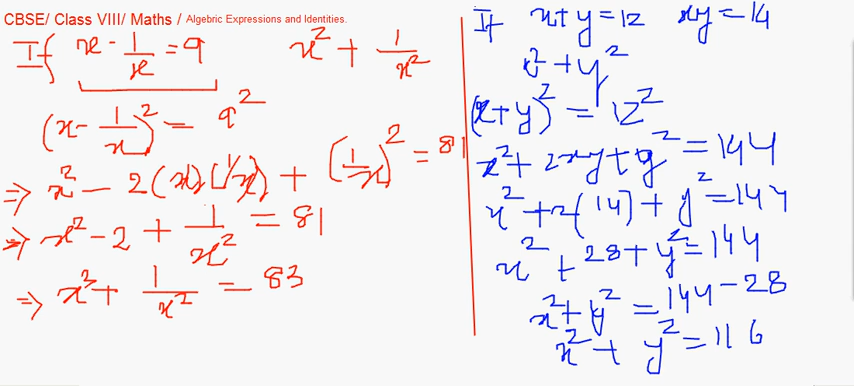 CBSE/ Class VIII/ Maths / Algebraic Expressions and Identities.
If x - 1/x = 9    x² + 1/x²
(x - 1/x)² = 9²
⇒ x² - 2(x)(1/x) + (1/x)² = 81
⇒ x² - 2 + 1/x² = 81
⇒ x² + 1/x² = 83
If x+y=12    xy=14
x² + y²
(x+y)² = 12²
x² + 2xy + y² = 144
x² + 2(14) + y² = 144
x² + 28 + y² = 144
x² + y² = 144 - 28
x² + y² = 116